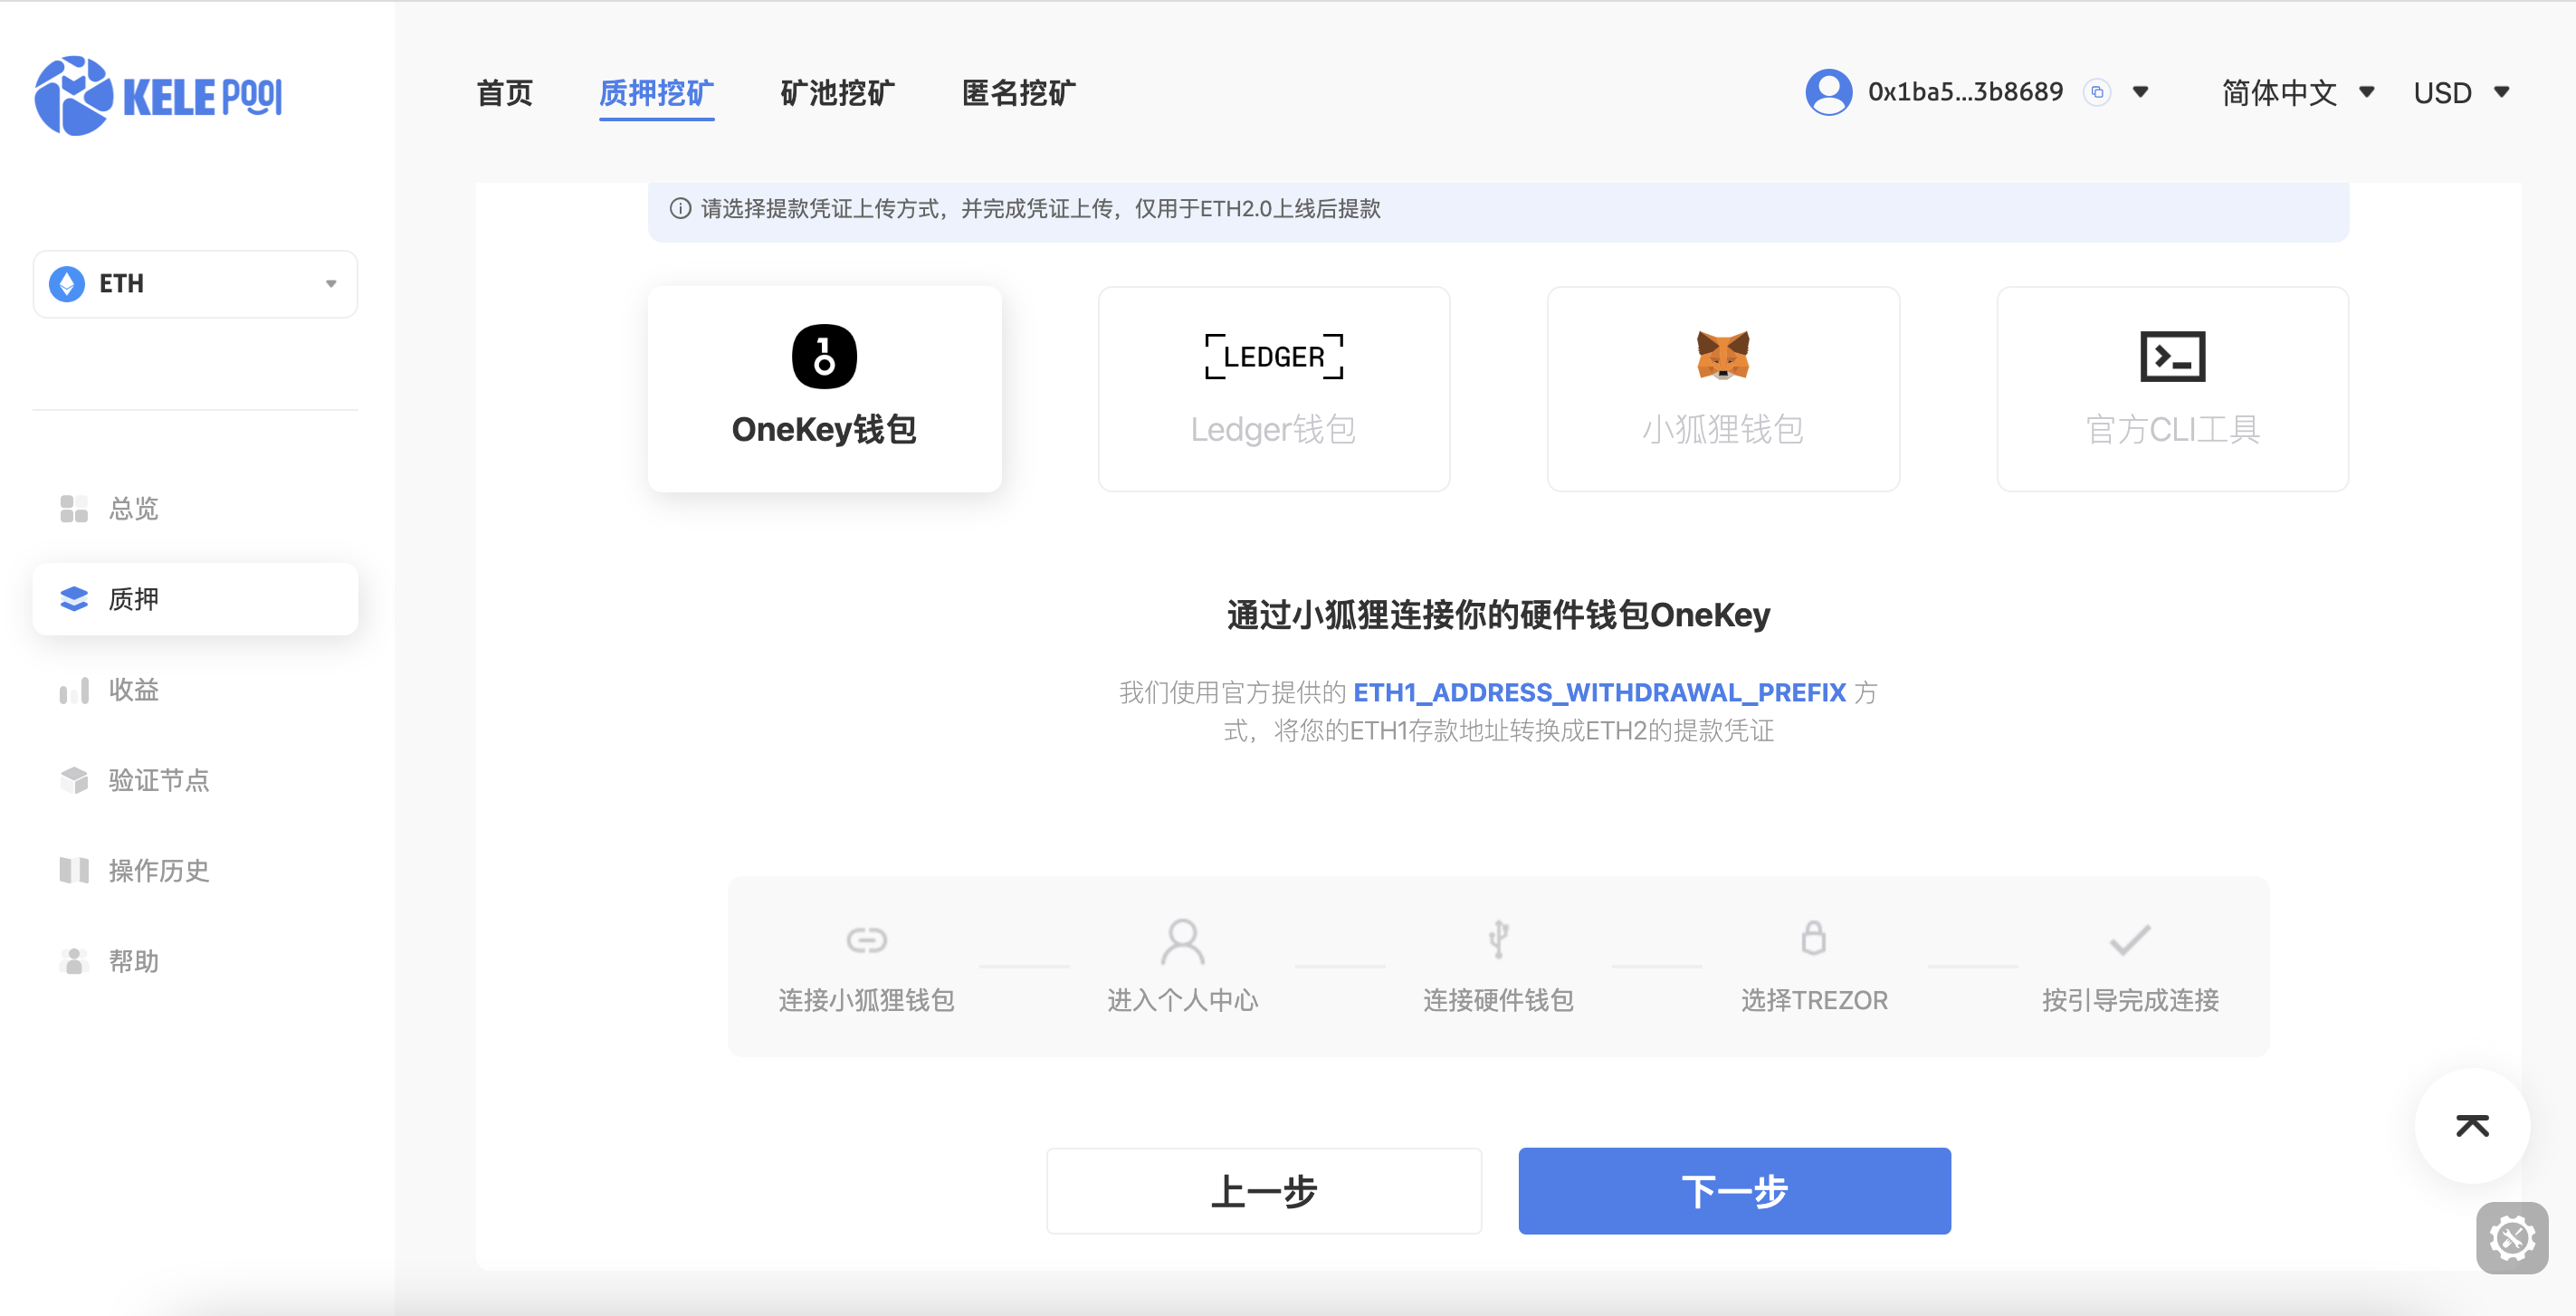 KELE POOl
首页
质押挖矿
矿池挖矿
匿名挖矿
0x1ba5...3b8689
简体中文
USD
ETH
总览
质押
收益
验证节点
操作历史
帮助
请选择提款凭证上传方式，并完成凭证上传，仅用于ETH2.0上线后提款
OneKey钱包
LEDGER
Ledger钱包
小狐狸钱包
官方CLI工具
通过小狐狸连接你的硬件钱包OneKey
我们使用官方提供的 ETH1_ADDRESS_WITHDRAWAL_PREFIX 方
式，将您的ETH1存款地址转换成ETH2的提款凭证
连接小狐狸钱包
进入个人中心
连接硬件钱包
选择TREZOR
按引导完成连接
上一步
下一步